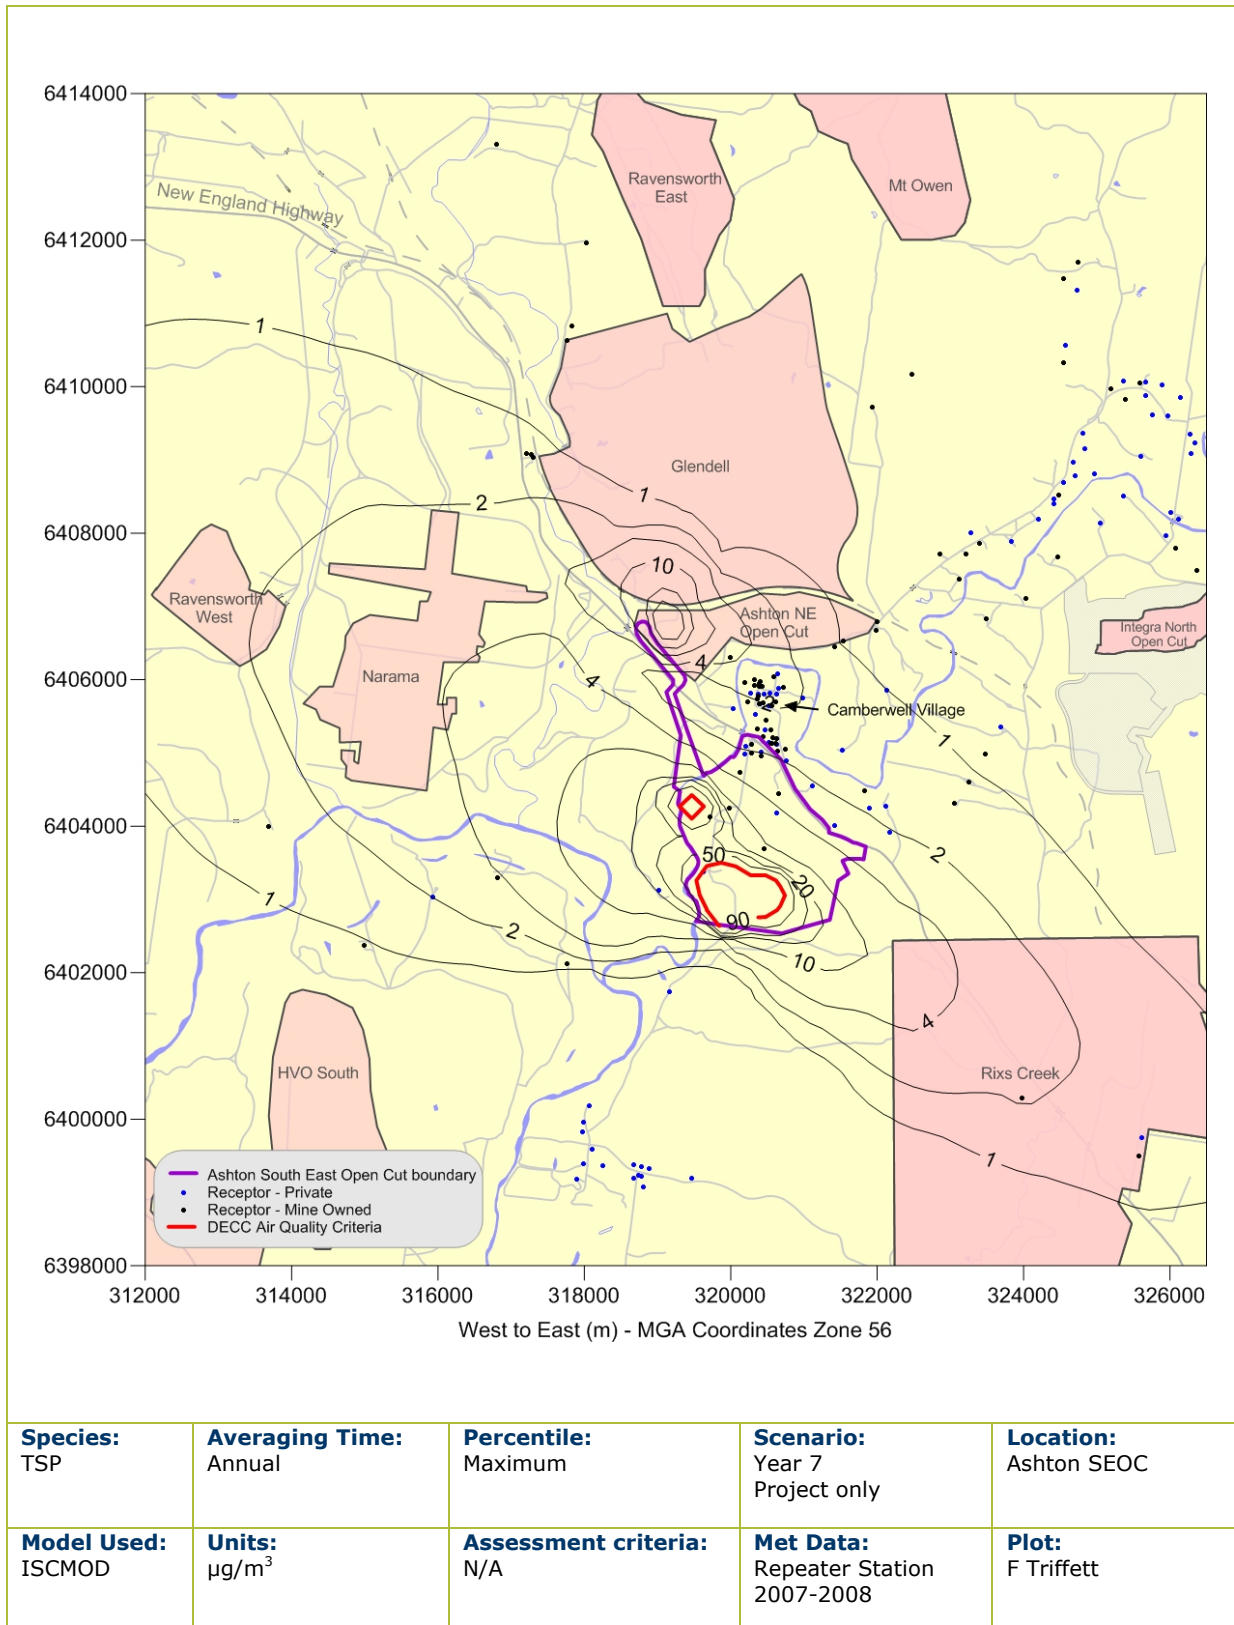 6414000
6412000
6410000
6408000
6406000
6404000
6402000
6400000
6398000
New England Highway
Ravensworth
East
Mt Owen
1
Glendell
1
2
10
Ravensworth
West
Ashton NE
Open Cut
Integra North
Open Cut
Narama
4
4
2
Camberwell Village
1
2
50
20
90
1
2
10
4
HVO South
Rixs Creek
1
Ashton South East Open Cut boundary
Receptor - Private
Receptor - Mine Owned
DECC Air Quality Criteria
312000 314000 316000 318000 320000 322000 324000 326000
West to East (m) - MGA Coordinates Zone 56
Species: Averaging Time: Percentile: Scenario: Location:
TSP Annual Maximum Year 7 Ashton SEOC
Project only
Model Used: Units: Assessment criteria: Met Data: Plot:
ISCMOD µg/m³ N/A Repeater Station F Triffett
2007-2008